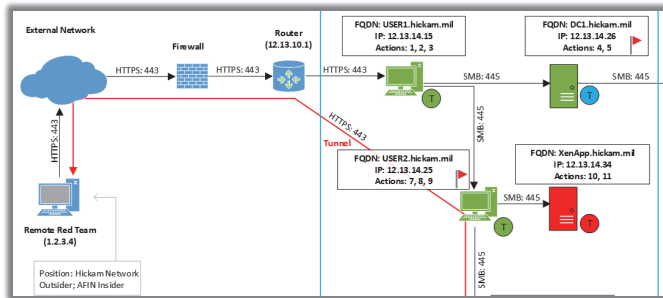 External Network
Firewall
Router
(12.13.10.1)
HTTPS: 443
HTTPS: 443
HTTPS: 443
FQDN: USER1.hickam.mil
IP: 12.13.14.15
Actions: 1, 2, 3
T
SMB: 445
FQDN: DC1.hickam.mil
IP: 12.13.14.26
Actions: 4, 5
T
SMB: 445
HTTPS: 443
HTTPS: 443
Tunnel
SMB: 445
FQDN: USER2.hickam.mil
IP: 12.13.14.25
Actions: 7, 8, 9
T
SMB: 445
FQDN: XenApp.hickam.mil
IP: 12.13.14.34
Actions: 10, 11
T
Remote Red Team
(1.2.3.4)
Position: Hickam Network
Outsider; AFIN Insider
SMB: 445